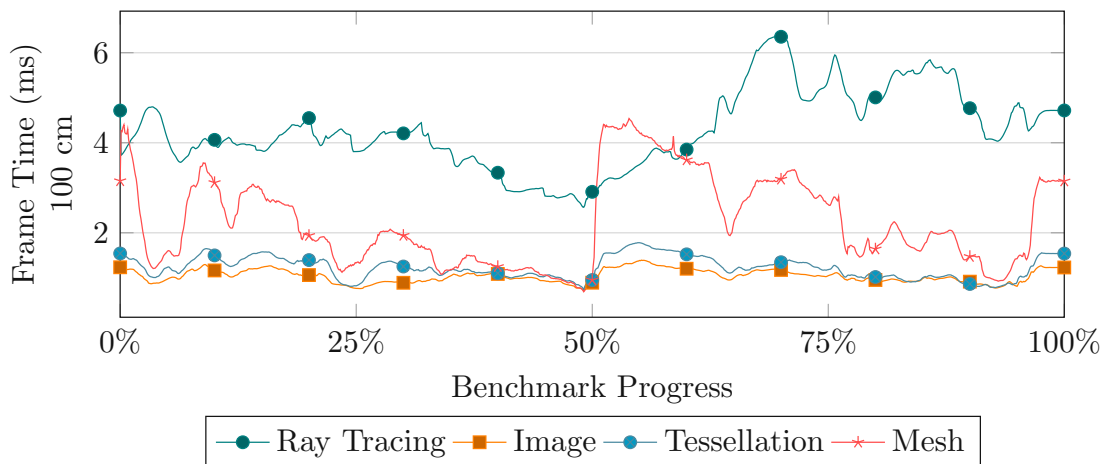 Frame Time (ms)
100 cm
6
4
2
0%
25%
50%
75%
100%
Benchmark Progress
Ray Tracing
Image
Tessellation
Mesh